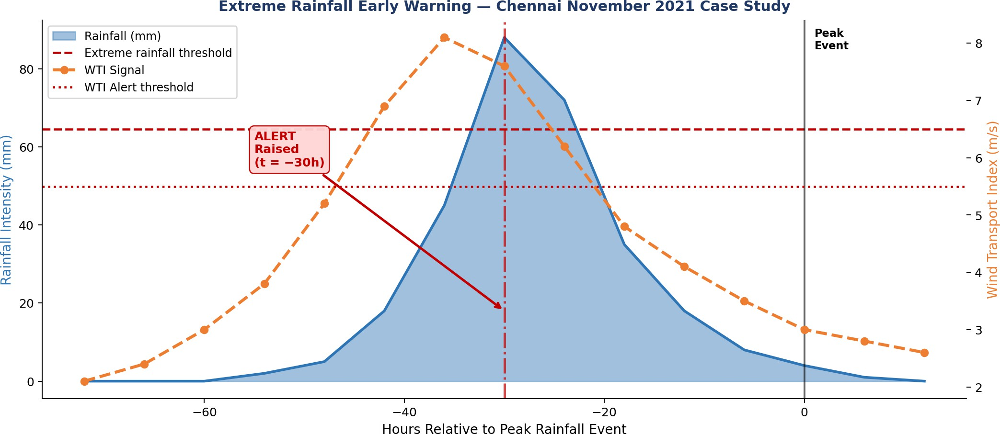 Extreme Rainfall Early Warning — Chennai November 2021 Case Study
Rainfall (mm)
Extreme rainfall threshold
WTI Signal
WTI Alert threshold
Peak
Event
ALERT
Raised
(t = −30h)
Rainfall Intensity (mm)
80
60
40
20
0
Wind Transport Index (m/s)
8
7
6
5
4
3
2
−60
−40
−20
0
Hours Relative to Peak Rainfall Event